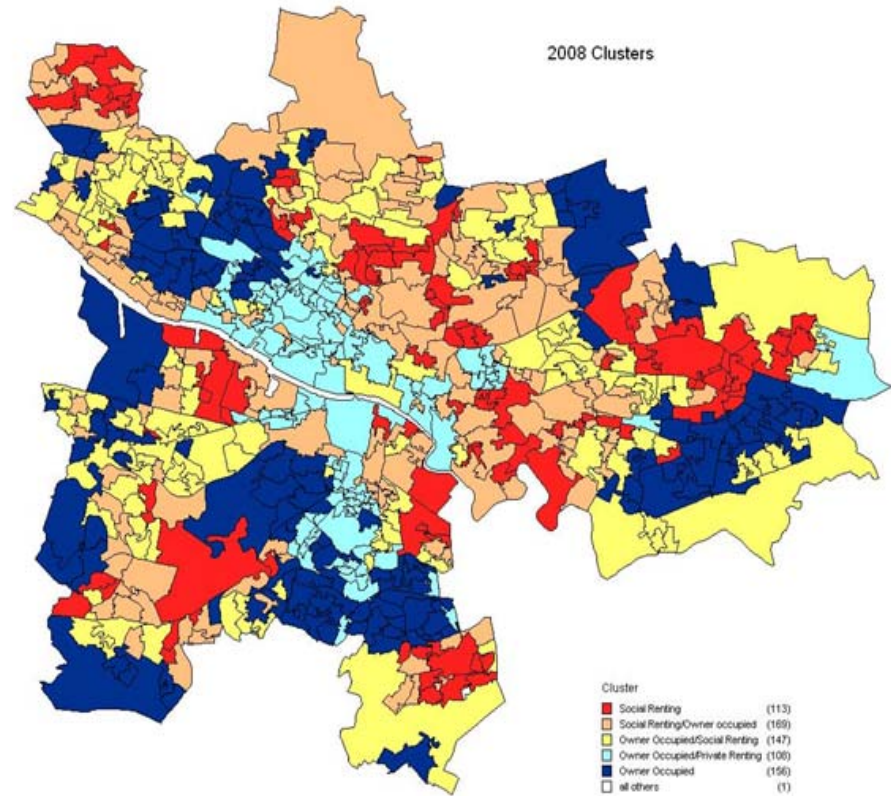 2008 Clusters
Cluster
Social Renting (113)
Social Renting/Owner occupied (169)
Owner Occupied/Social Renting (147)
Owner Occupied/Private Renting (108)
Owner Occupied (156)
all others (1)